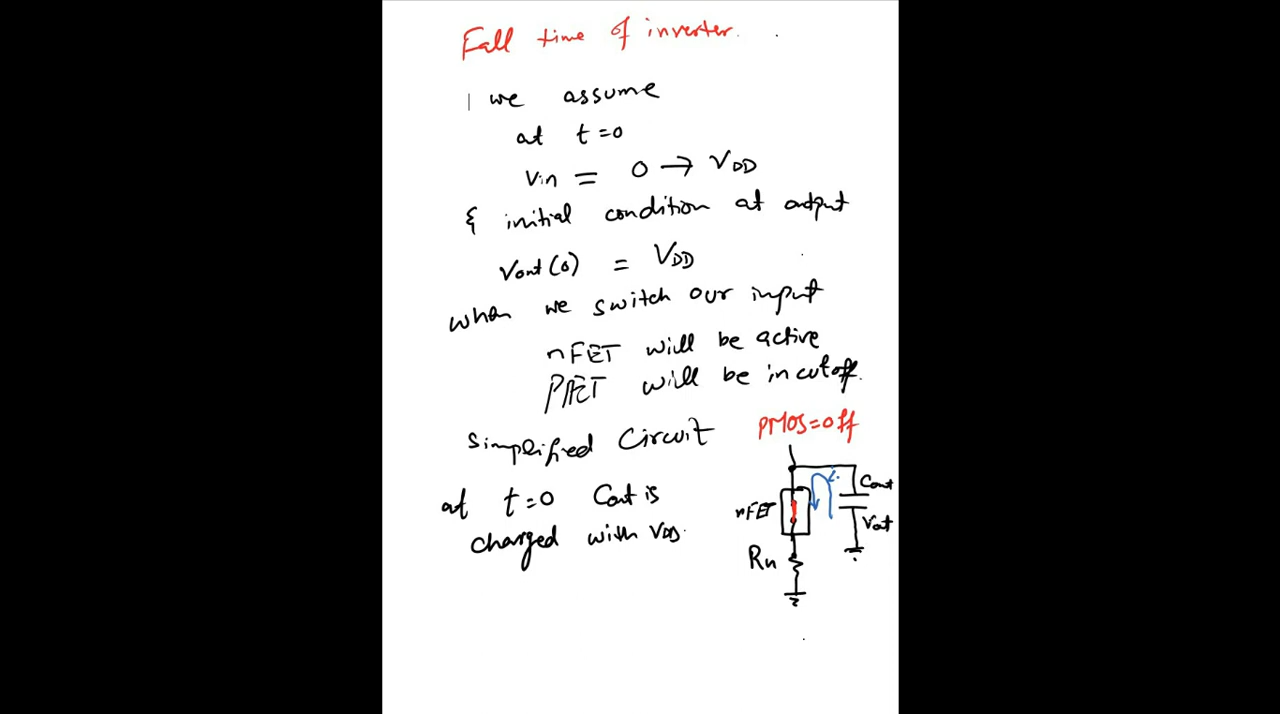 Fall time of inverter.
we assume
at t=0
Vin = 0 → VDD
& initial condition at output
Vout(0) = VDD
when we switch our input
nFET will be active
PFET will be in cutoff.
Simplified Circuit
PMOS=off
at t=0 Cout is
charged with VDD.
nFET
Cout
Vout
Rn